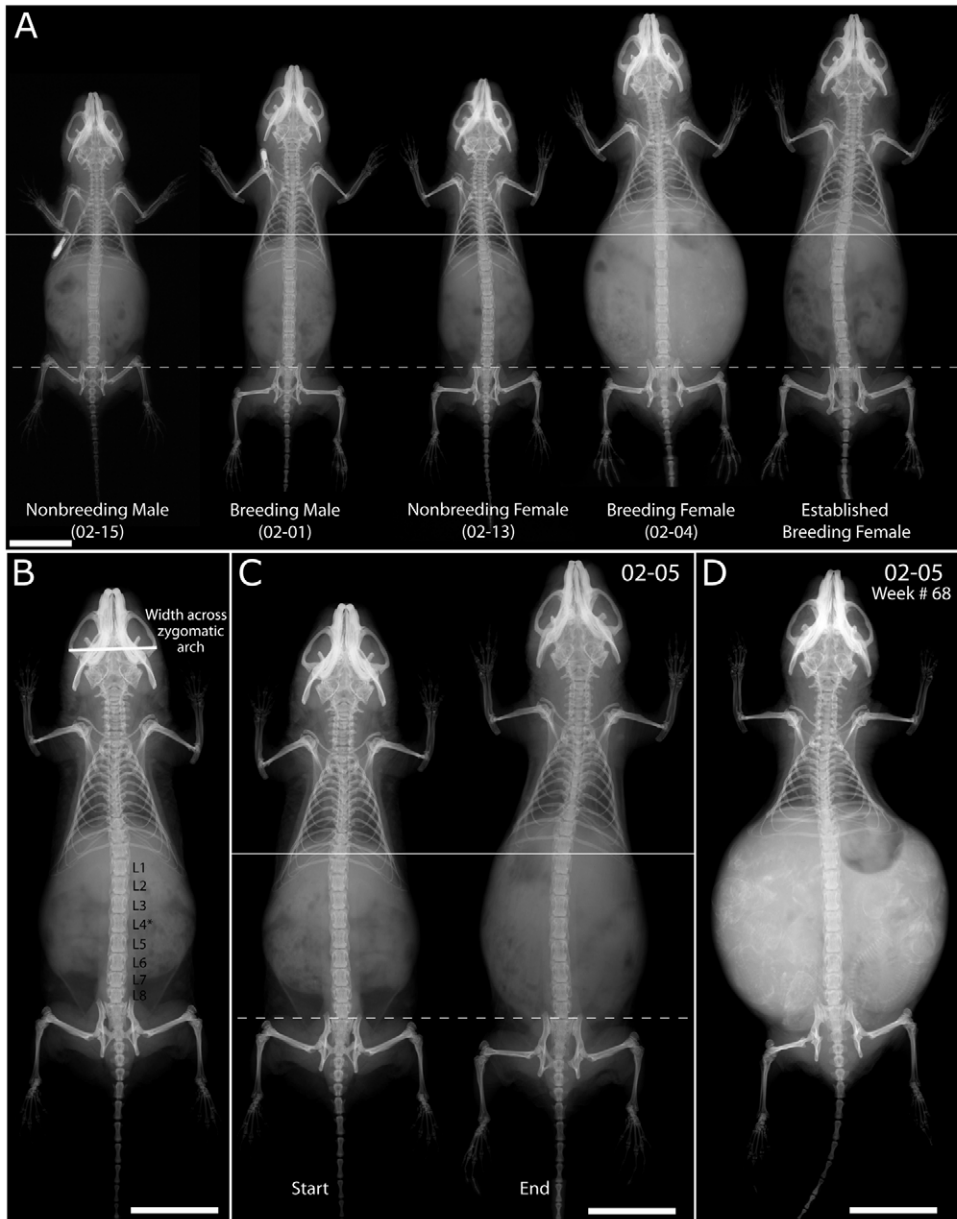 A
Nonbreeding Male
(02-15)
Breeding Male
(02-01)
Nonbreeding Female
(02-13)
Breeding Female
(02-04)
Established
Breeding Female
B
Width across
zygomatic
arch
L1
L2
L3
L4*
L5
L6
L7
L8
C
02-05
Start
End
D
02-05
Week # 68